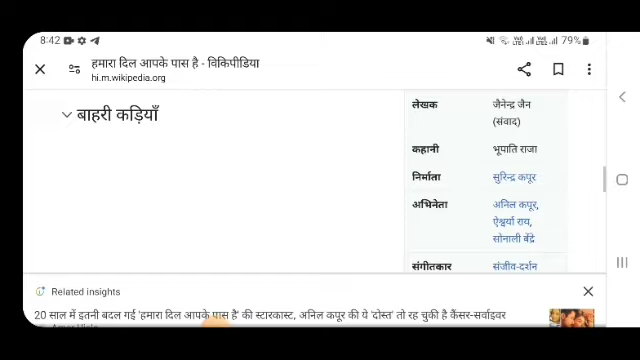 8:42
79%
हमारा दिल आपके पास है - विकिपीडिया
hi.m.wikipedia.org
बाहरी कड़ियाँ
लेखक जैनेन्द्र जैन
(संवाद)
कहानी भूपाति राजा
निर्माता सुरिन्द्र कपूर
अभिनेता अनिल कपूर,
ऐश्वर्या राय,
सोनाली बेंद्रे
संगीतकार संजीव-दर्शन
Related insights
20 साल में इतनी बदल गई 'हमारा दिल आपके पास है' की स्टारकास्ट, अनिल कपूर की ये 'दोस्त' तो रह चुकी है कैंसर-सर्वाइवर